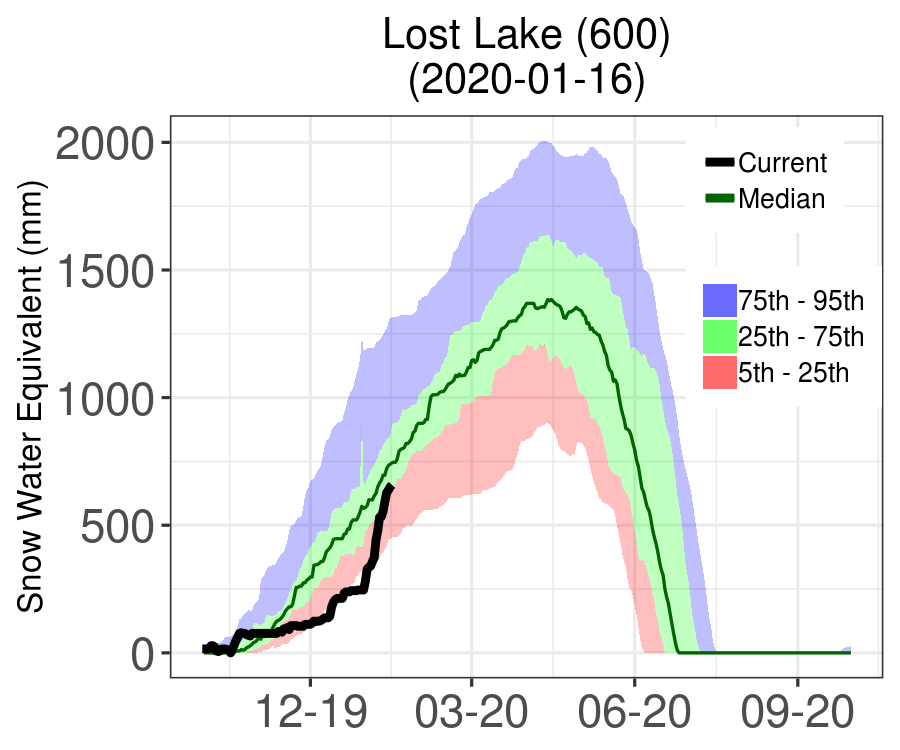 Lost Lake (600)
(2020-01-16)
Snow Water Equivalent (mm)
2000
1500
1000
500
0
Current
Median
75th - 95th
25th - 75th
5th - 25th
12-19 03-20 06-20 09-20